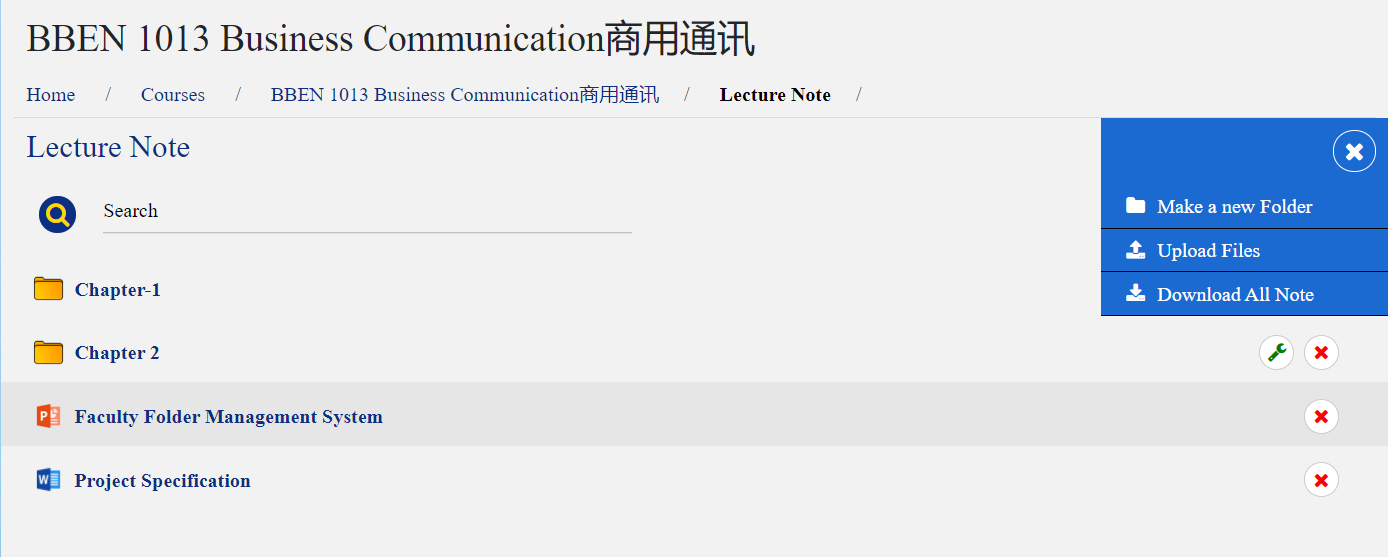 BBEN 1013 Business Communication商用通讯
Home / Courses / BBEN 1013 Business Communication商用通讯 / Lecture Note /
Lecture Note
Search
Make a new Folder
Upload Files
Download All Note
Chapter-1
Chapter 2
Faculty Folder Management System
Project Specification